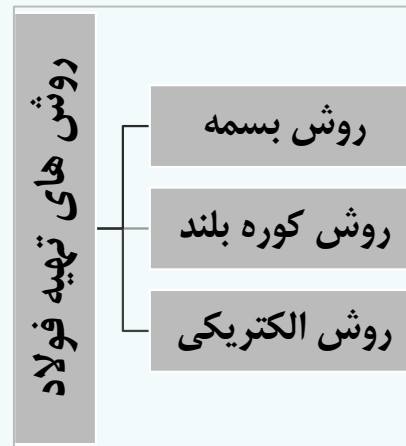 روش های تهیه فولاد
روش بسمه
روش کوره بلند
روش الکتریکی